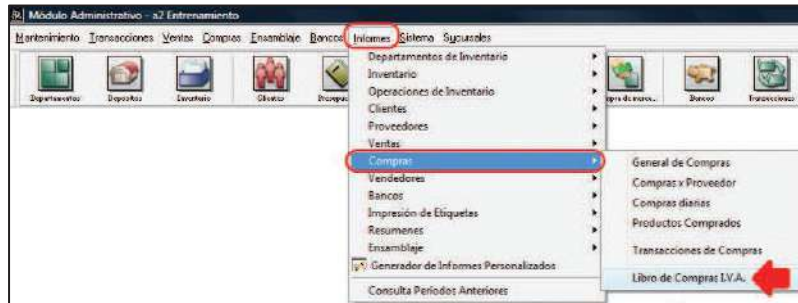 Módulo Administrativo - a2 Entrenamiento
Mantenimiento Transacciones Ventas Compras Ensamblaje Bancos Informes Sistema Sucursales
Departamentos Depositos Inventario Clientes Bancos Transacciones
Departamentos de Inventario
Inventario
Operaciones de Inventario
Clientes
Proveedores
Ventas
Compras
Vendedores
Bancos
Impresión de Etiquetas
Resumenes
Ensamblaje
Generador de Informes Personalizados
Consulta Períodos Anteriores
General de Compras
Compras x Proveedor
Compras diarias
Productos Comprados
Transacciones de Compras
Libro de Compras I.V.A.